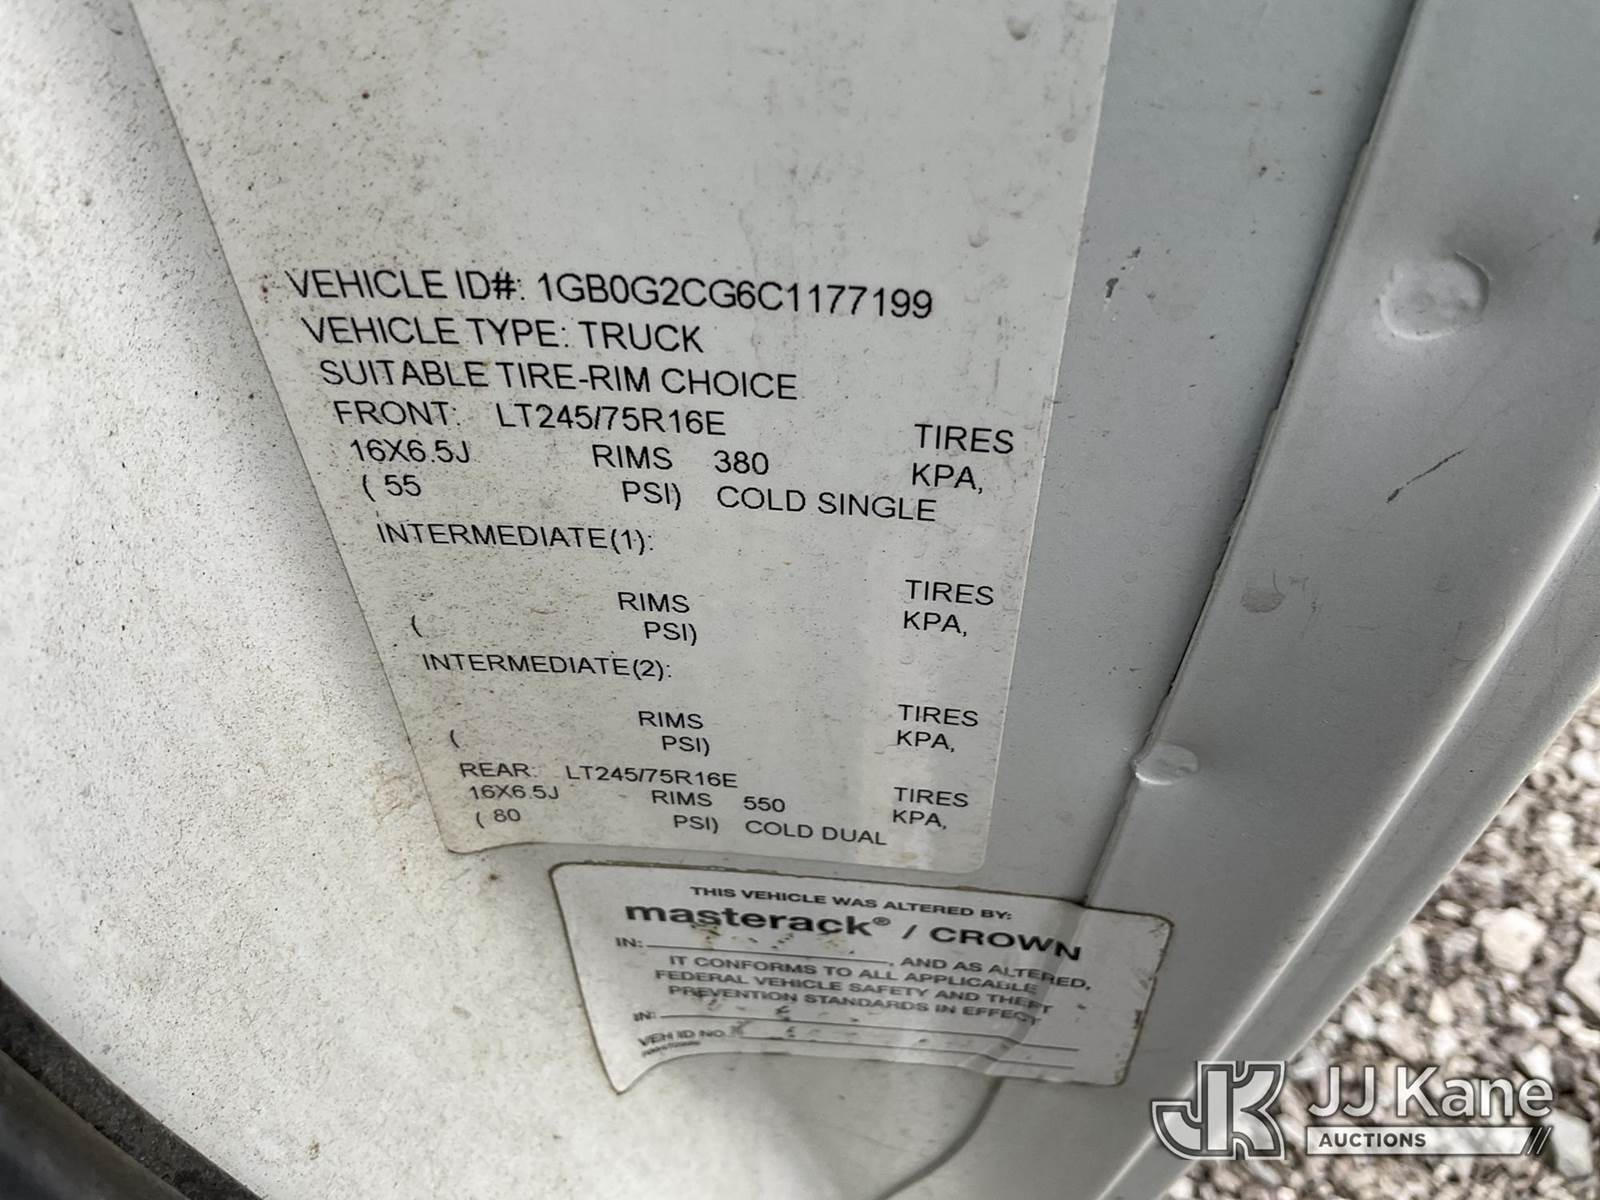 VEHICLE ID#: 1GB0G2CG6C1177199
VEHICLE TYPE: TRUCK
SUITABLE TIRE-RIM CHOICE
FRONT: LT245/75R16E TIRES
16X6.5J RIMS 380 KPA,
( 55 PSI) COLD SINGLE
INTERMEDIATE(1):
TIRES
RIMS KPA,
( PSI)
INTERMEDIATE(2):
TIRES
RIMS KPA,
( PSI)
REAR: LT245/75R16E TIRES
16X6.5J RIMS 550 KPA,
( 80 PSI) COLD DUAL
THIS VEHICLE WAS ALTERED BY:
masterack® / CROWN
IN: , AND AS ALTERED,
IT CONFORMS TO ALL APPLICABLE
FEDERAL VEHICLE SAFETY AND THEFT
PREVENTION STANDARDS IN EFFECT
IN:
VEH ID NO.
JK JJ Kane
AUCTIONS